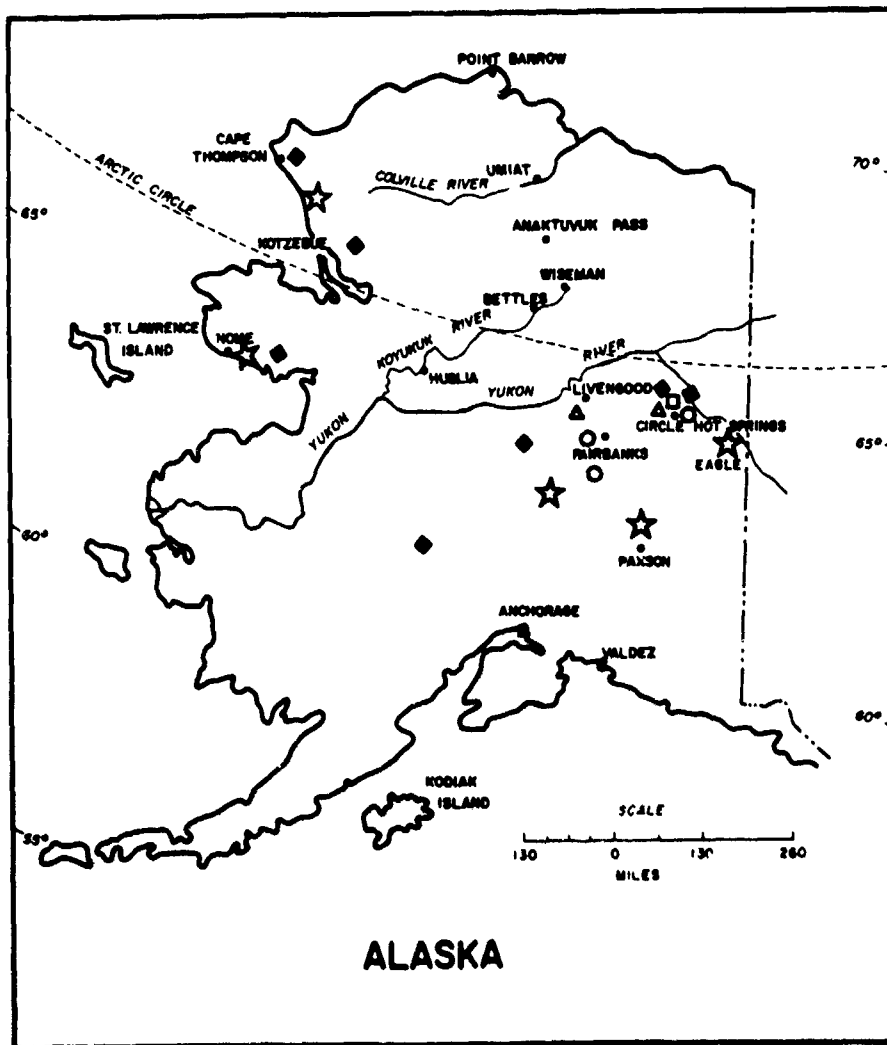 POINT BARROW
CAPE
THOMPSON
ARCTIC CIRCLE
COLVILLE RIVER
UMIAT
70°
65°
KOTZEBUE
ANAKTUVUK PASS
WISEMAN
BETTLES
ST. LAWRENCE
ISLAND
NOME
KOYUKUK RIVER
HUSLIA
RIVER
LIVENGOOD
YUKON
YUKON
CIRCLE HOT SPRINGS
65°
FAIRBANKS
EAGLE
60°
PAXSON
ANCHORAGE
VALDEZ
60°
KODIAK
ISLAND
SCALE
55°
130 0 130 260
MILES
ALASKA